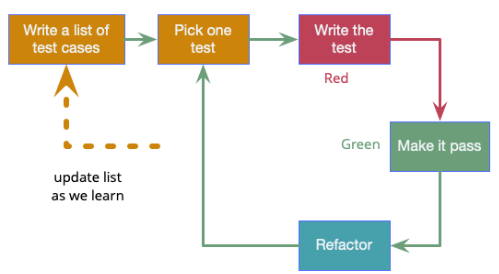 Write a list of
test cases
Pick one
test
Write the
test
Red
Green
Make it pass
update list
as we learn
Refactor